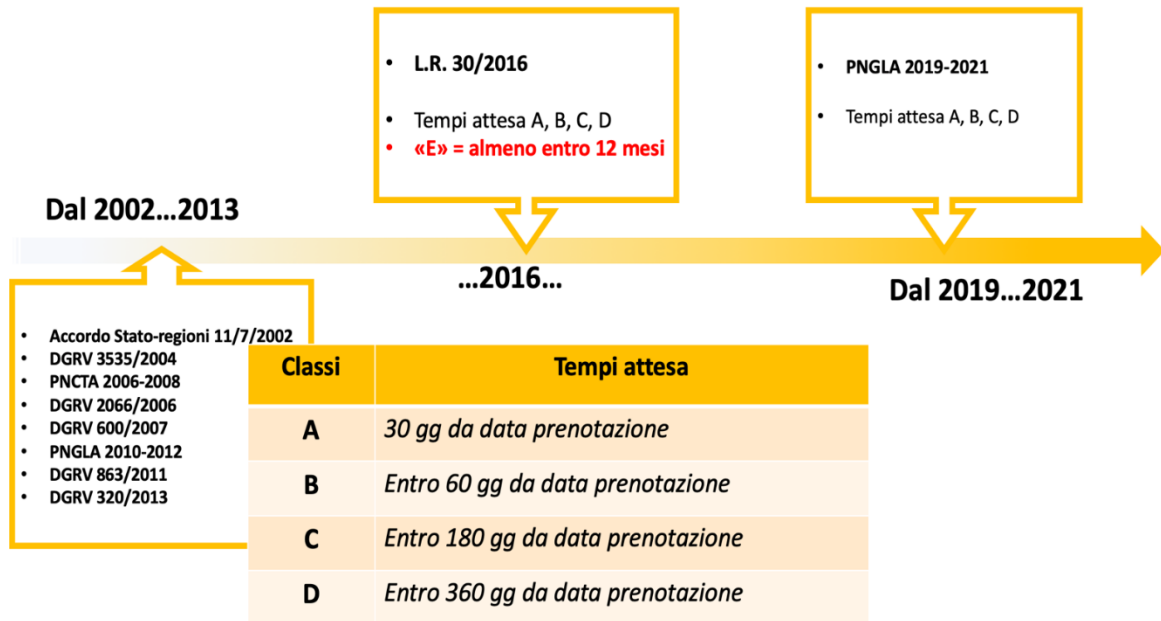 • L.R. 30/2016
• Tempi attesa A, B, C, D
• «E» = almeno entro 12 mesi
• PNGLA 2019-2021
• Tempi attesa A, B, C, D
Dal 2002...2013
...2016...
Dal 2019...2021
• Accordo Stato-regioni 11/7/2002
• DGRV 3535/2004
• PNCTA 2006-2008
• DGRV 2066/2006
• DGRV 600/2007
• PNGLA 2010-2012
• DGRV 863/2011
• DGRV 320/2013
Classi Tempi attesa
A 30 gg da data prenotazione
B Entro 60 gg da data prenotazione
C Entro 180 gg da data prenotazione
D Entro 360 gg da data prenotazione